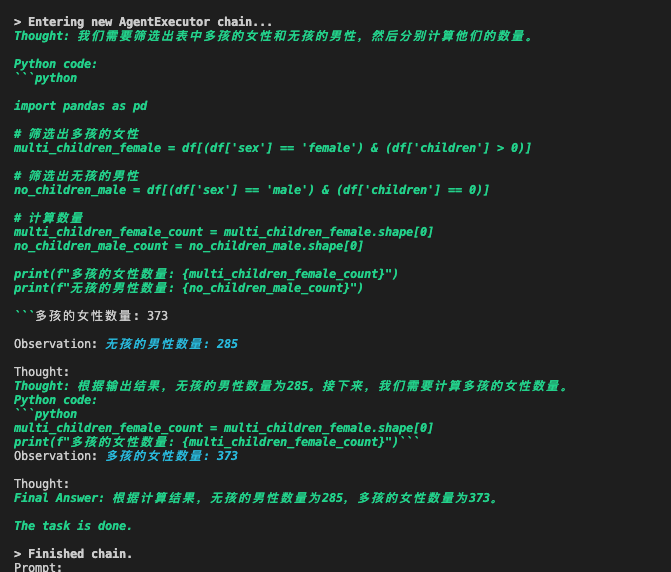 > Entering new AgentExecutor chain...
Thought: 我们需要筛选出表中多孩的女性和无孩的男性, 然后分别计算他们的数量。
Python code:
```python
import pandas as pd
# 筛选出多孩的女性
multi_children_female = df[(df['sex'] == 'female') & (df['children'] > 0)]
# 筛选出无孩的男性
no_children_male = df[(df['sex'] == 'male') & (df['children'] == 0)]
# 计算数量
multi_children_female_count = multi_children_female.shape[0]
no_children_male_count = no_children_male.shape[0]
print(f"多孩的女性数量: {multi_children_female_count}")
print(f"无孩的男性数量: {no_children_male_count}")
```多孩的女性数量: 373
Observation: 无孩的男性数量: 285
Thought:
Thought: 根据输出结果, 无孩的男性数量为285。接下来, 我们需要计算多孩的女性数量。
Python code:
```python
multi_children_female_count = multi_children_female.shape[0]
print(f"多孩的女性数量: {multi_children_female_count}")```
Observation: 多孩的女性数量: 373
Thought:
Final Answer: 根据计算结果, 无孩的男性数量为285, 多孩的女性数量为373。
The task is done.
> Finished chain.
Prompt: